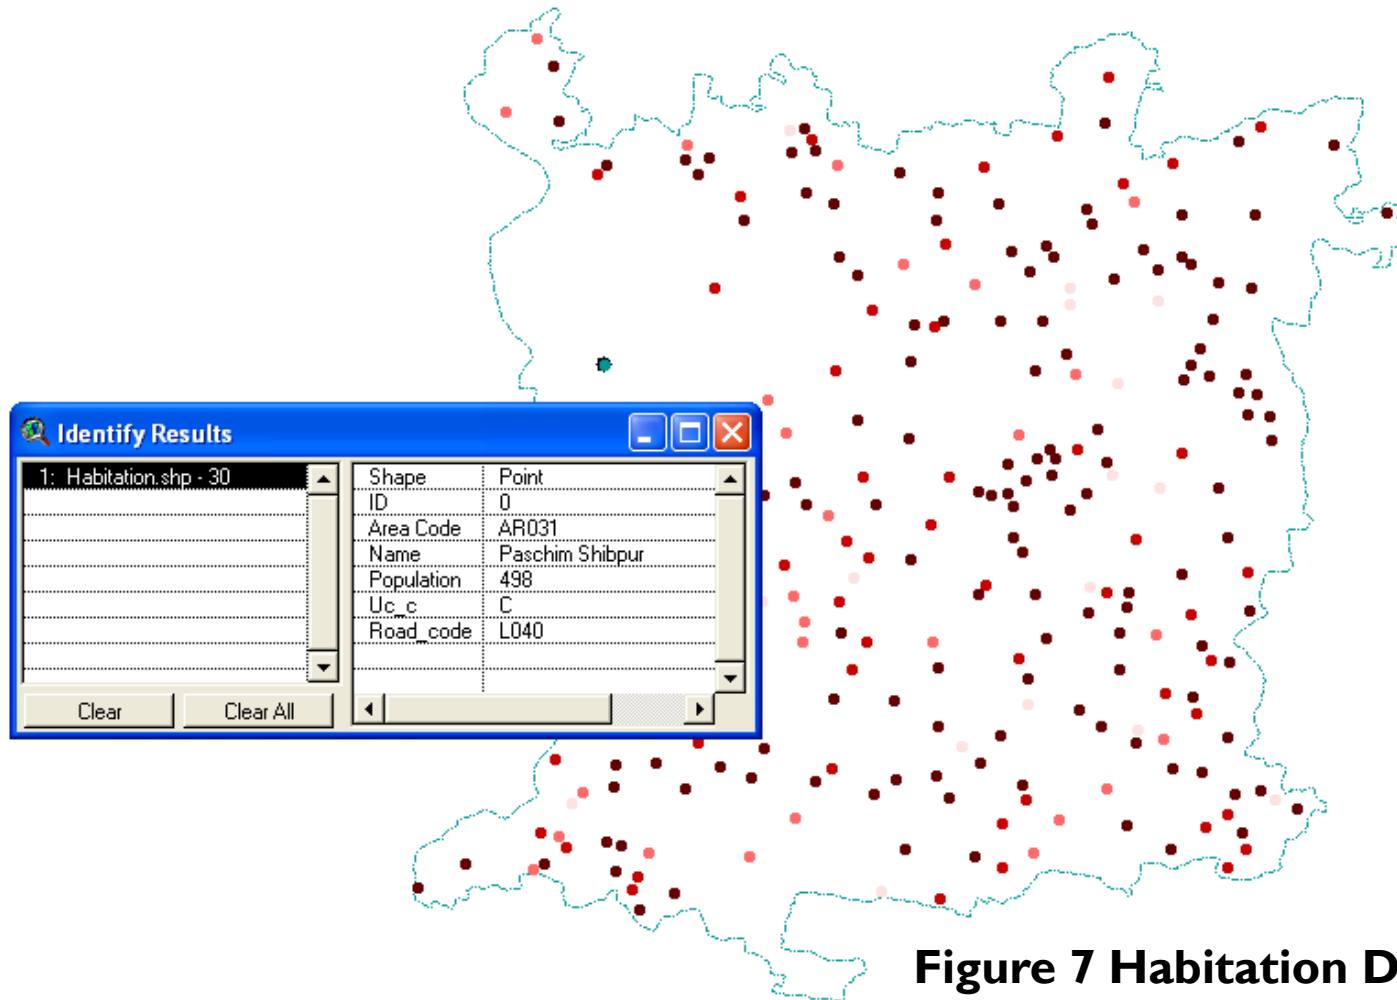 Identify Results
1: Habitation.shp - 30
Shape Point
ID 0
Area Code AR031
Name Paschim Shibpur
Population 498
Uc_c C
Road_code L040
Clear Clear All
Figure 7 Habitation D